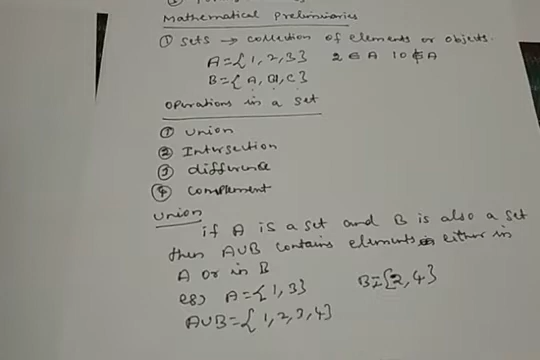 Mathematical Preliminaries
① Sets → collection of elements or objects.
A={1,2,3} 2∈A 10∉A
B={A, B, C}
Operations in a set
① Union
② Intersection
③ difference
④ Complement
Union
if A is a set and B is also a set
then A∪B contains elements either in
A or in B
eg) A={1,3} B={2,4}
A∪B={1,2,3,4}